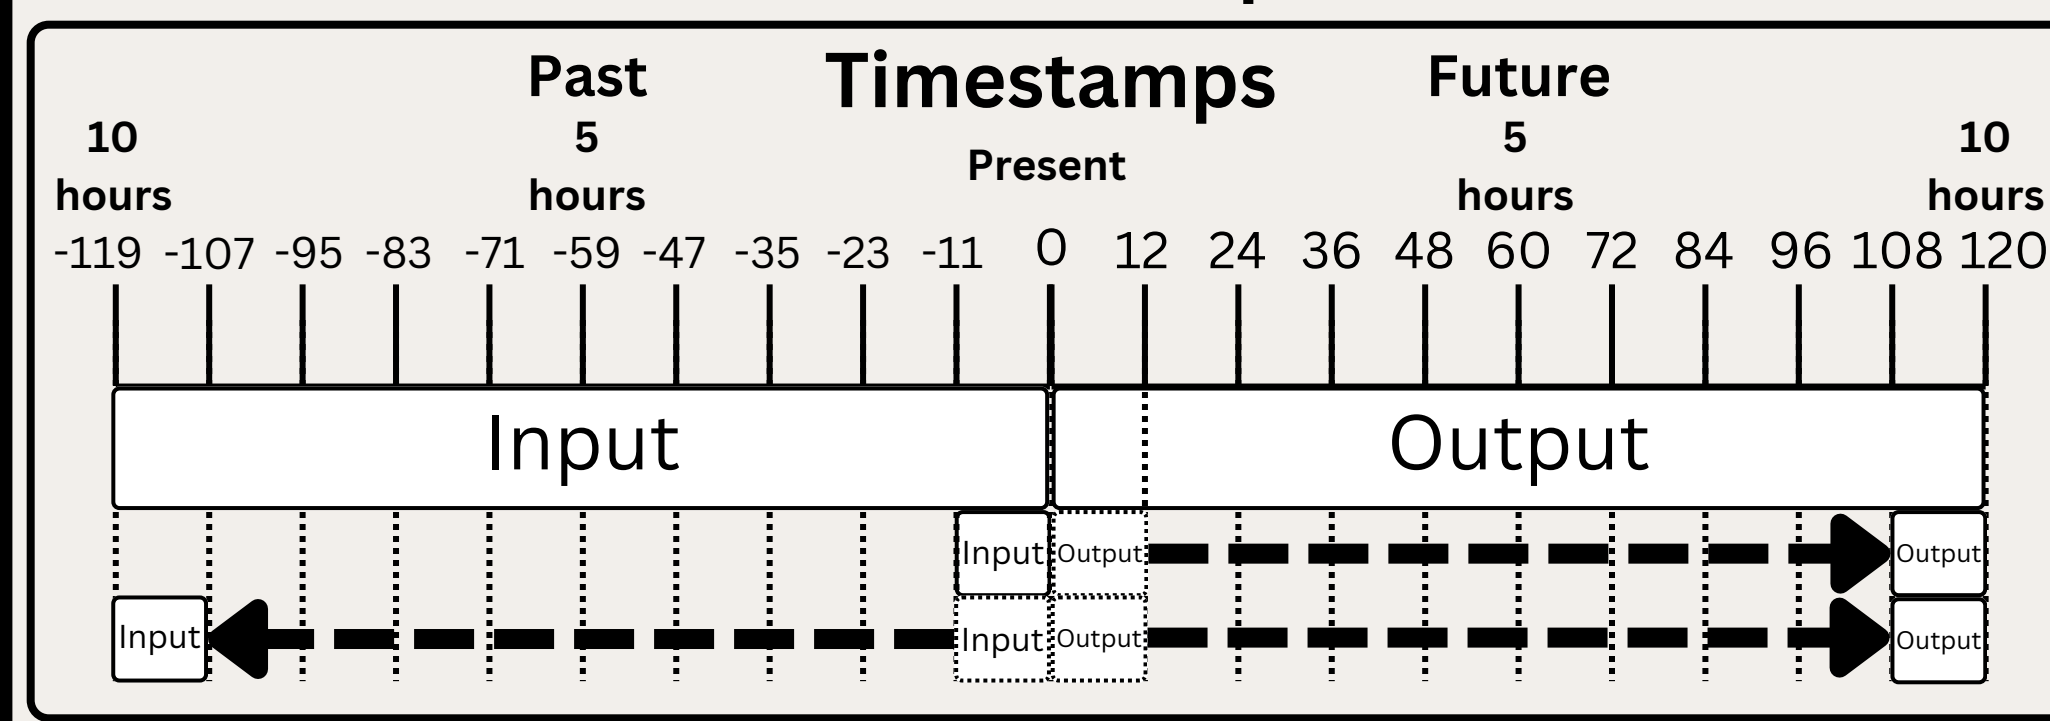 Past Timestamps Future
10 5 Present 5 10
hours hours hours hours
-119 -107 -95 -83 -71 -59 -47 -35 -23 -11 0 12 24 36 48 60 72 84 96 108 120
Input Output
Input Output Output
Input Input Output Output